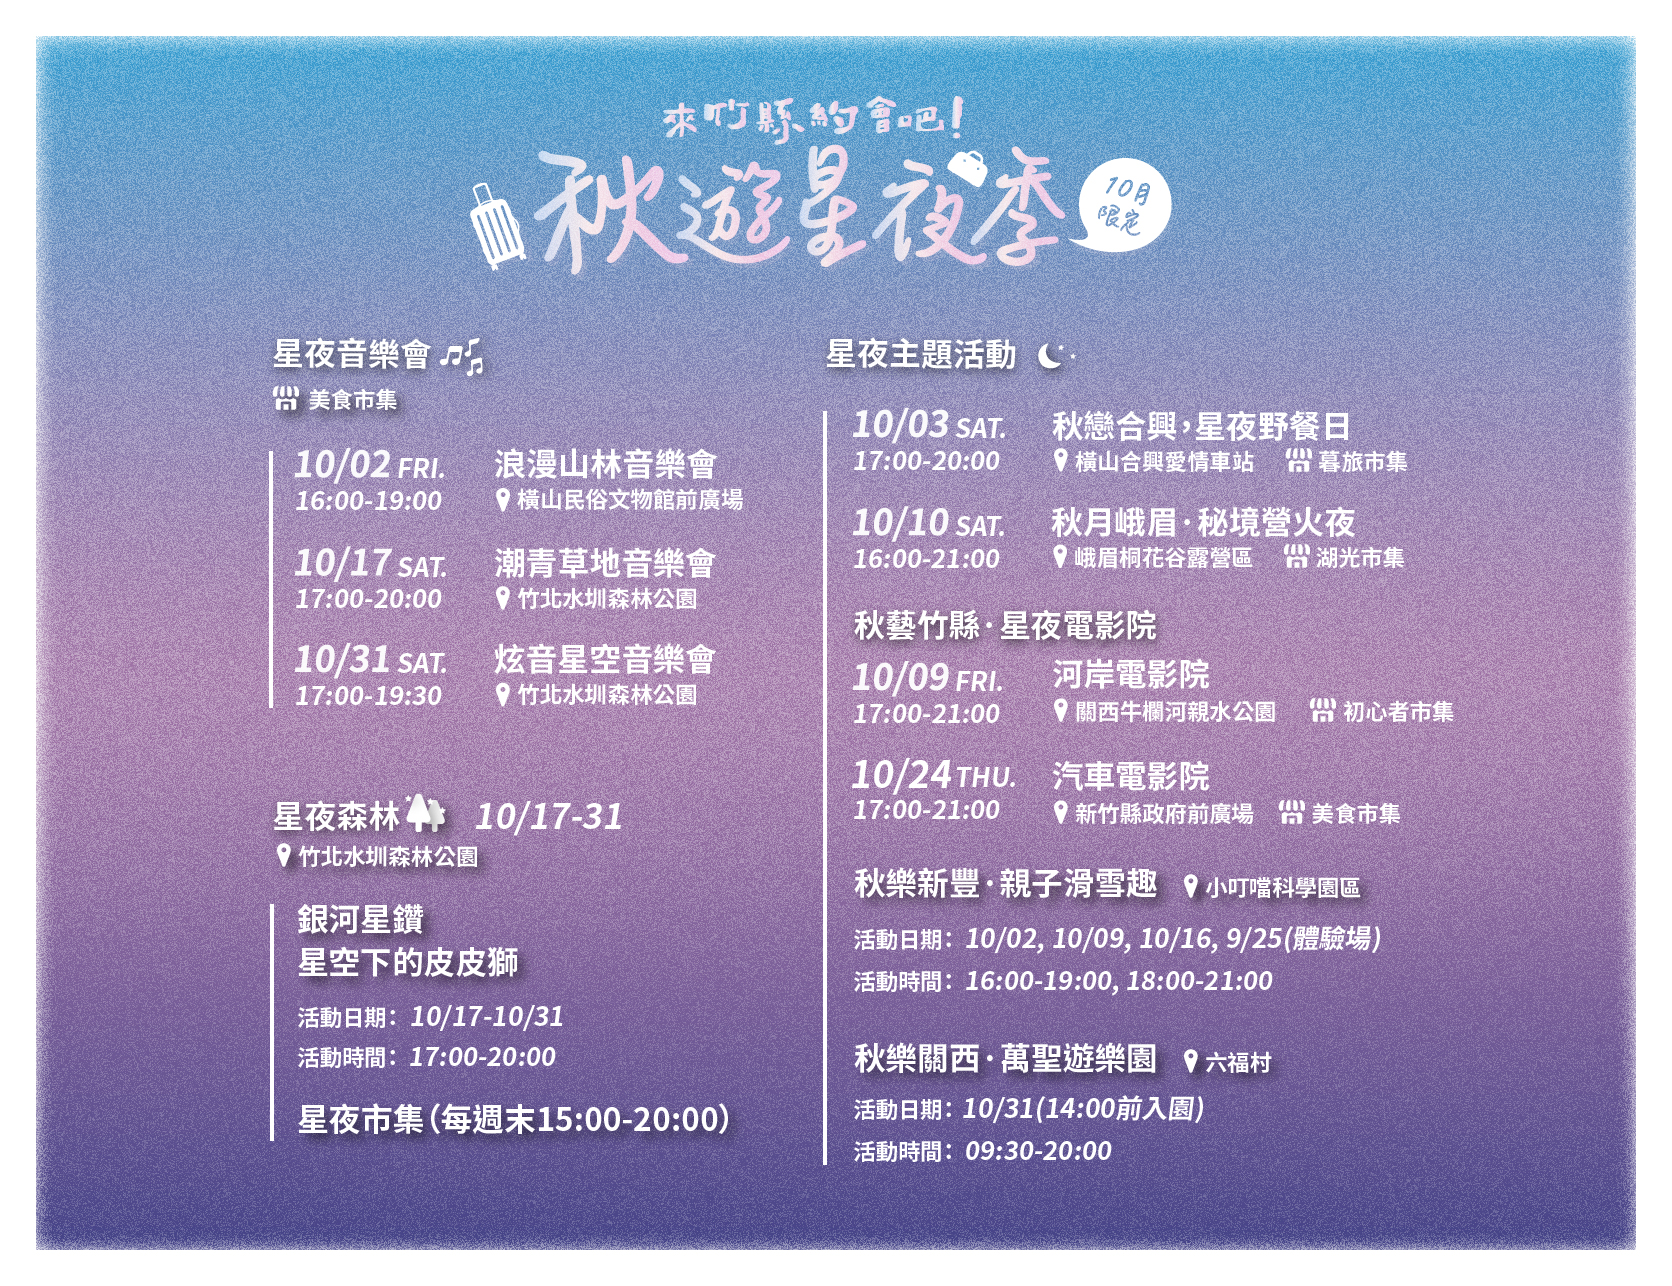 來竹縣約會吧!
秋遊星夜季
10月
限定
星夜音樂會
美食市集
10/02 FRI.
浪漫山林音樂會
16:00-19:00
橫山民俗文物館前廣場
10/17 SAT.
潮青草地音樂會
17:00-20:00
竹北水圳森林公園
10/31 SAT.
炫音星空音樂會
17:00-19:30
竹北水圳森林公園
星夜森林 10/17-31
竹北水圳森林公園
銀河星鑽
星空下的皮皮獅
活動日期：10/17-10/31
活動時間：17:00-20:00
星夜市集（每週末15:00-20:00）
星夜主題活動
10/03 SAT.
秋戀合興，星夜野餐日
17:00-20:00
橫山合興愛情車站 暮旅市集
10/10 SAT.
秋月峨眉·秘境營火夜
16:00-21:00
峨眉桐花谷露營區 湖光市集
秋藝竹縣·星夜電影院
10/09 FRI.
河岸電影院
17:00-21:00
關西牛欄河親水公園 初心者市集
10/24 THU.
汽車電影院
17:00-21:00
新竹縣政府前廣場 美食市集
秋樂新豐·親子滑雪趣 小叮噹科學園區
活動日期：10/02, 10/09, 10/16, 9/25(體驗場)
活動時間：16:00-19:00, 18:00-21:00
秋樂關西·萬聖遊樂園 六福村
活動日期：10/31(14:00前入園)
活動時間：09:30-20:00